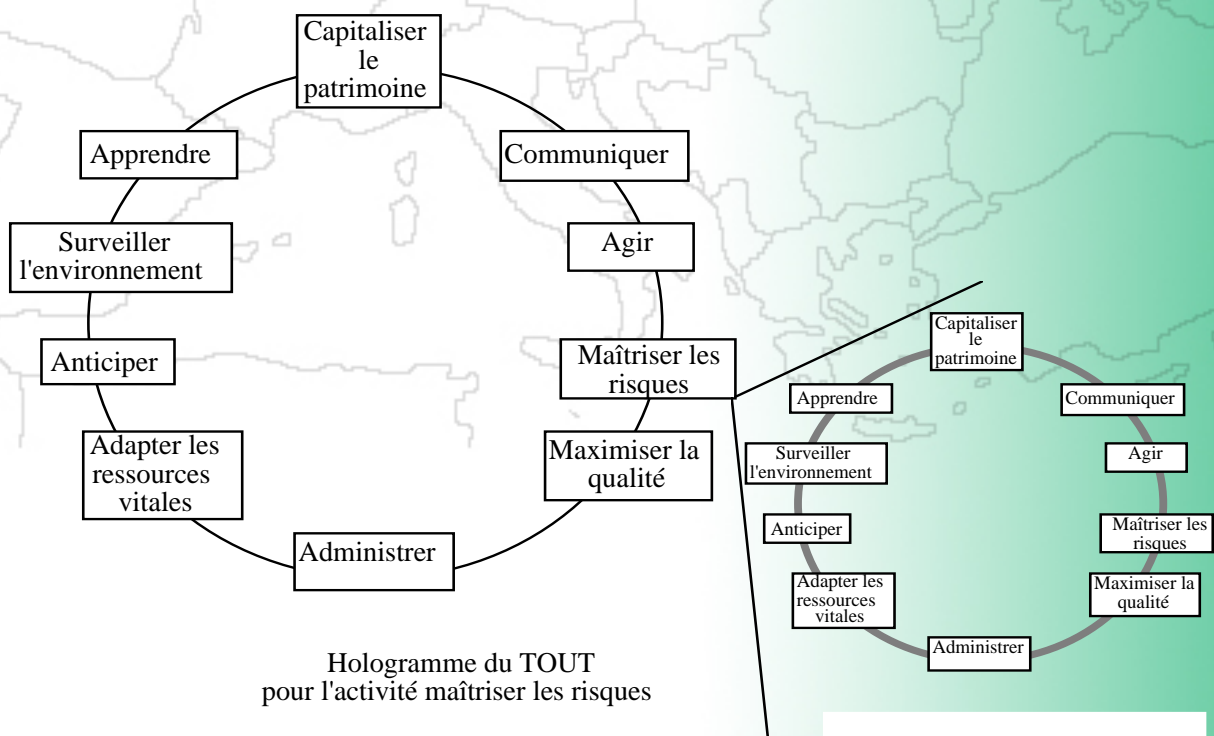 Capitaliser
le
patrimoine
Apprendre
Communiquer
Surveiller
l'environnement
Agir
Anticiper
Maîtriser les
risques
Adapter les
ressources
vitales
Maximiser la
qualité
Administrer
Hologramme du TOUT
pour l'activité maîtriser les risques
Capitaliser
le
patrimoine
Apprendre
Communiquer
Surveiller
l'environnement
Agir
Anticiper
Maîtriser les
risques
Adapter les
ressources
vitales
Maximiser la
qualité
Administrer